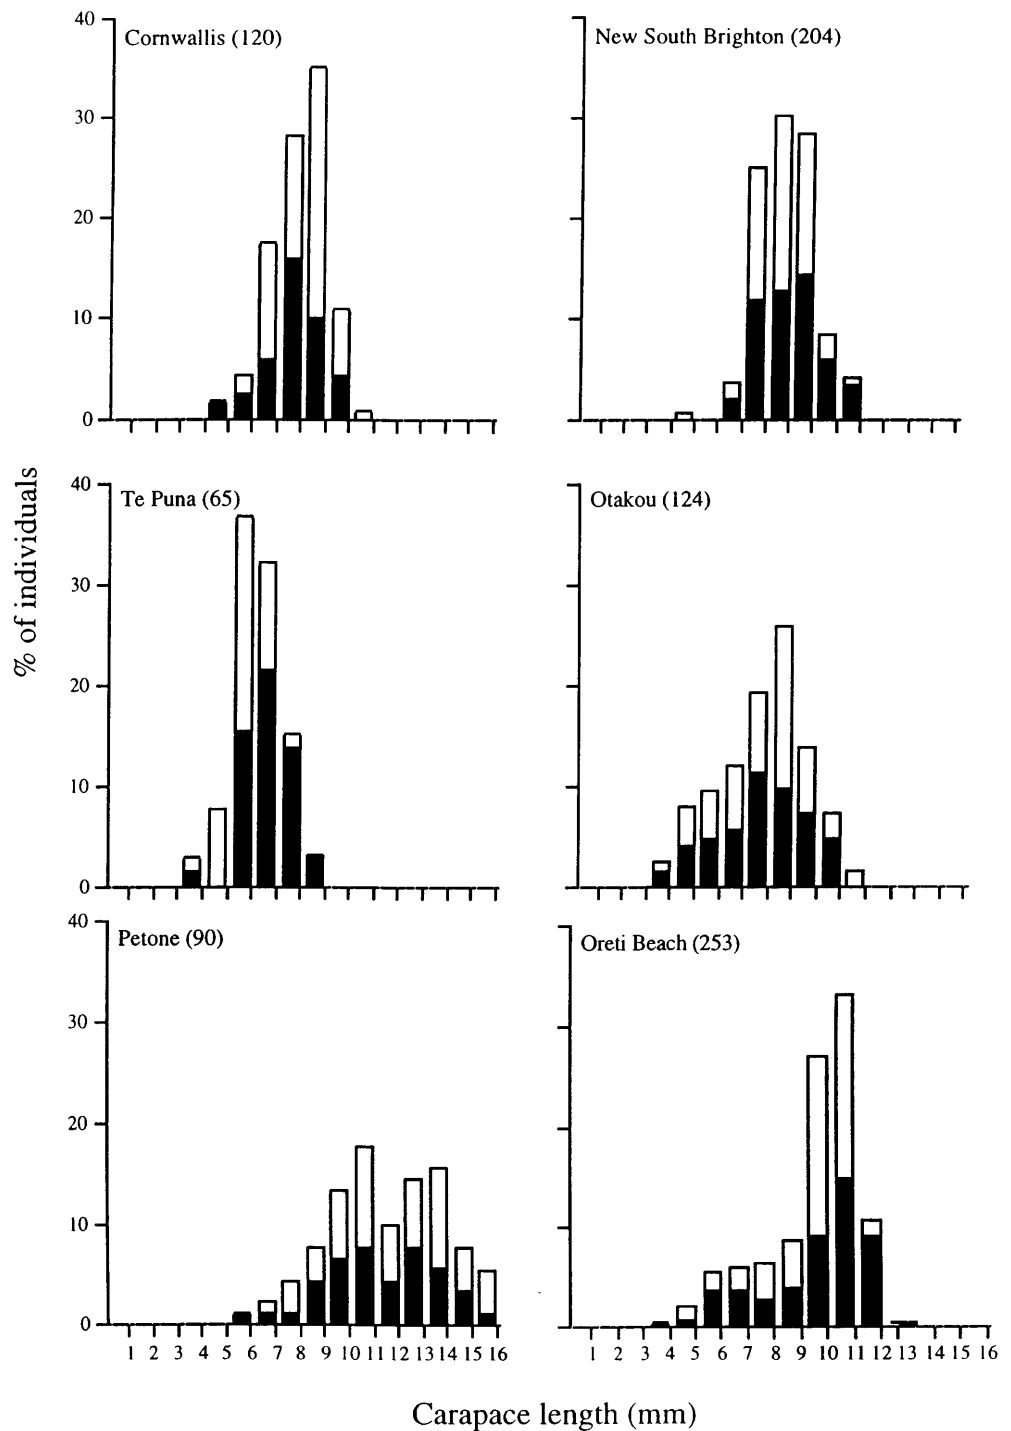 40
30
20
10
0
Cornwallis (120)
New South Brighton (204)
% of individuals
40
30
20
10
0
Te Puna (65)
Otakou (124)
40
30
20
10
0
Petone (90)
Oreti Beach (253)
1 2 3 4 5 6 7 8 9 10 11 12 13 14 15 16
1 2 3 4 5 6 7 8 9 10 11 12 13 14 15 16
Carapace length (mm)